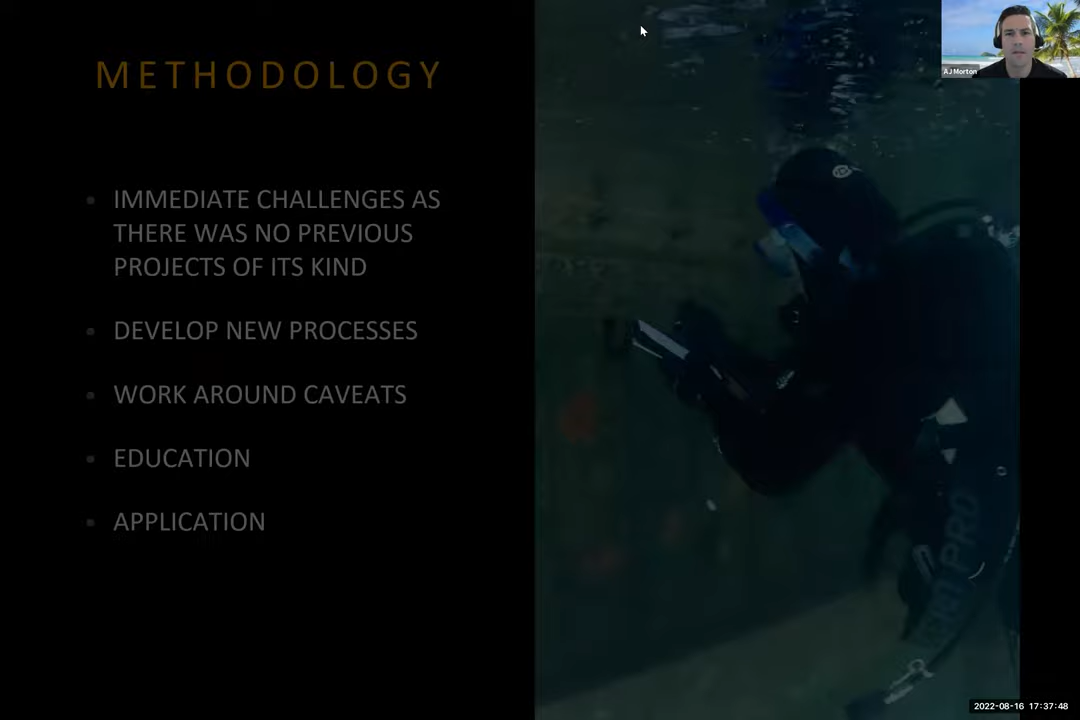 METHODOLOGY
IMMEDIATE CHALLENGES AS
THERE WAS NO PREVIOUS
PROJECTS OF ITS KIND
DEVELOP NEW PROCESSES
WORK AROUND CAVEATS
EDUCATION
APPLICATION
AJ Morton
PRO
2022-08-16 17:37:48